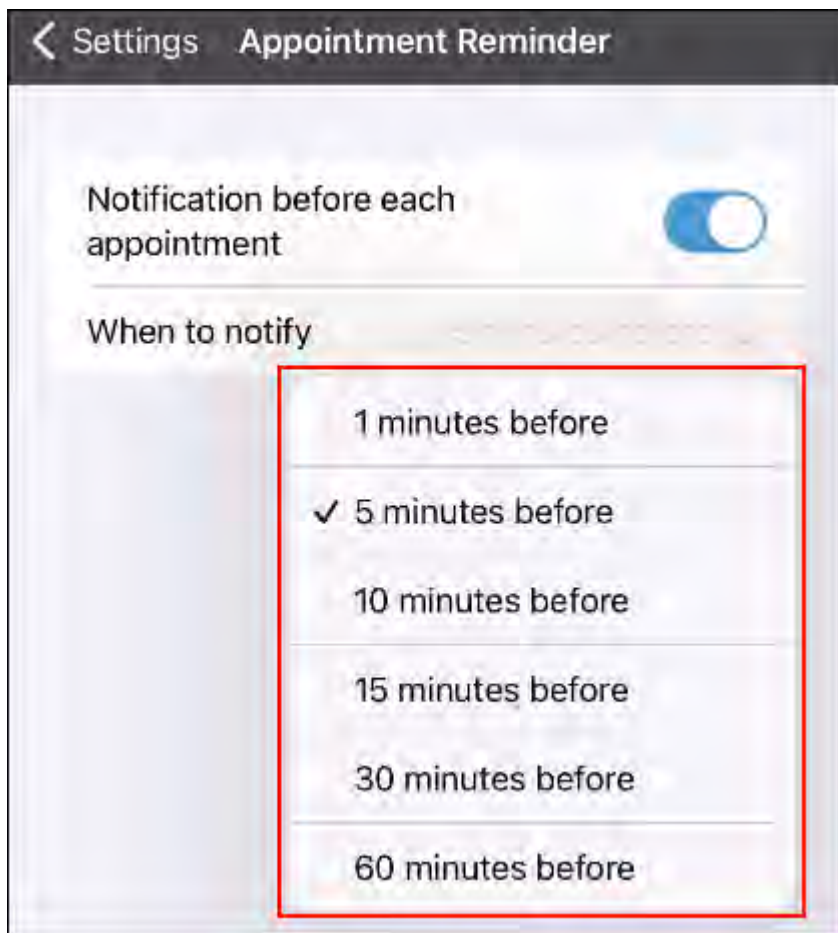 Settings Appointment Reminder
Notification before each
appointment
When to notify
1 minutes before
✓ 5 minutes before
10 minutes before
15 minutes before
30 minutes before
60 minutes before